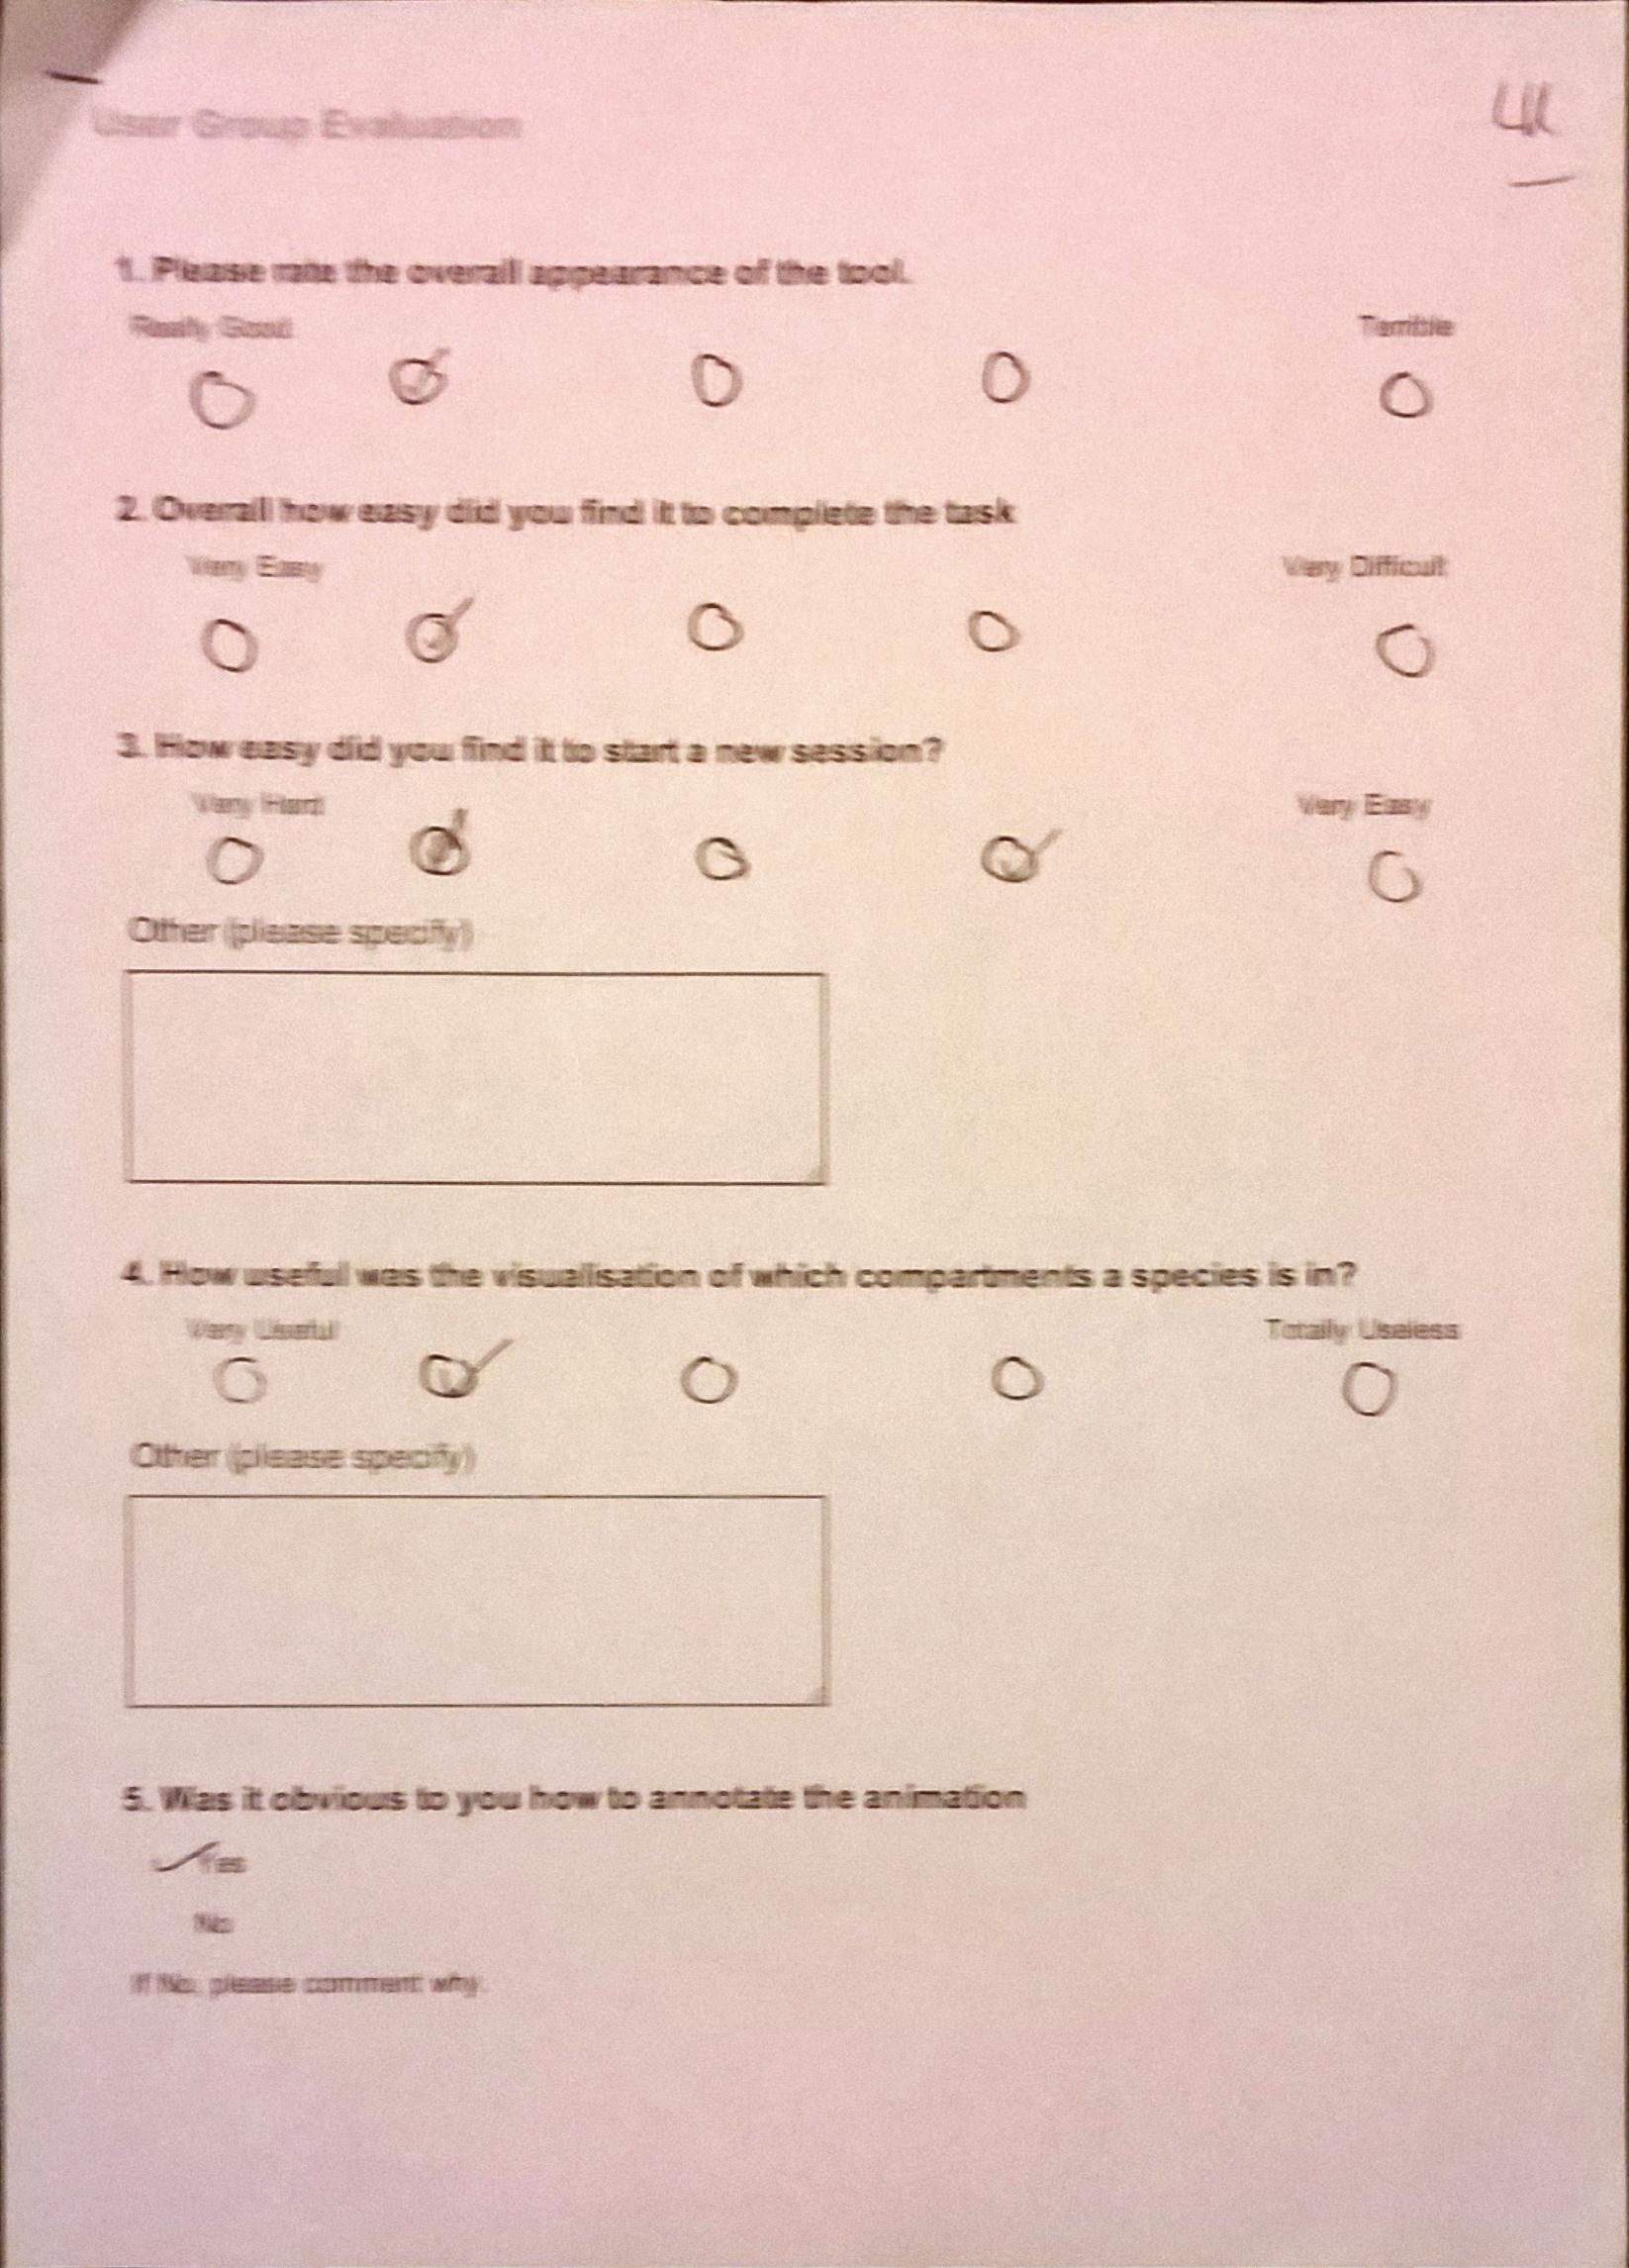 User Group Evaluation
1. Please rate the overall appearance of the tool.
Really Good Terrible
2. Overall how easy did you find it to complete the task
Very Easy Very Difficult
3. How easy did you find it to start a new session?
Very Hard Very Easy
Other (please specify)
4. How useful was the visualisation of which compartments a species is in?
Very Useful Totally Useless
Other (please specify)
5. Was it obvious to you how to annotate the animation
Yes
No
If No, please comment why.